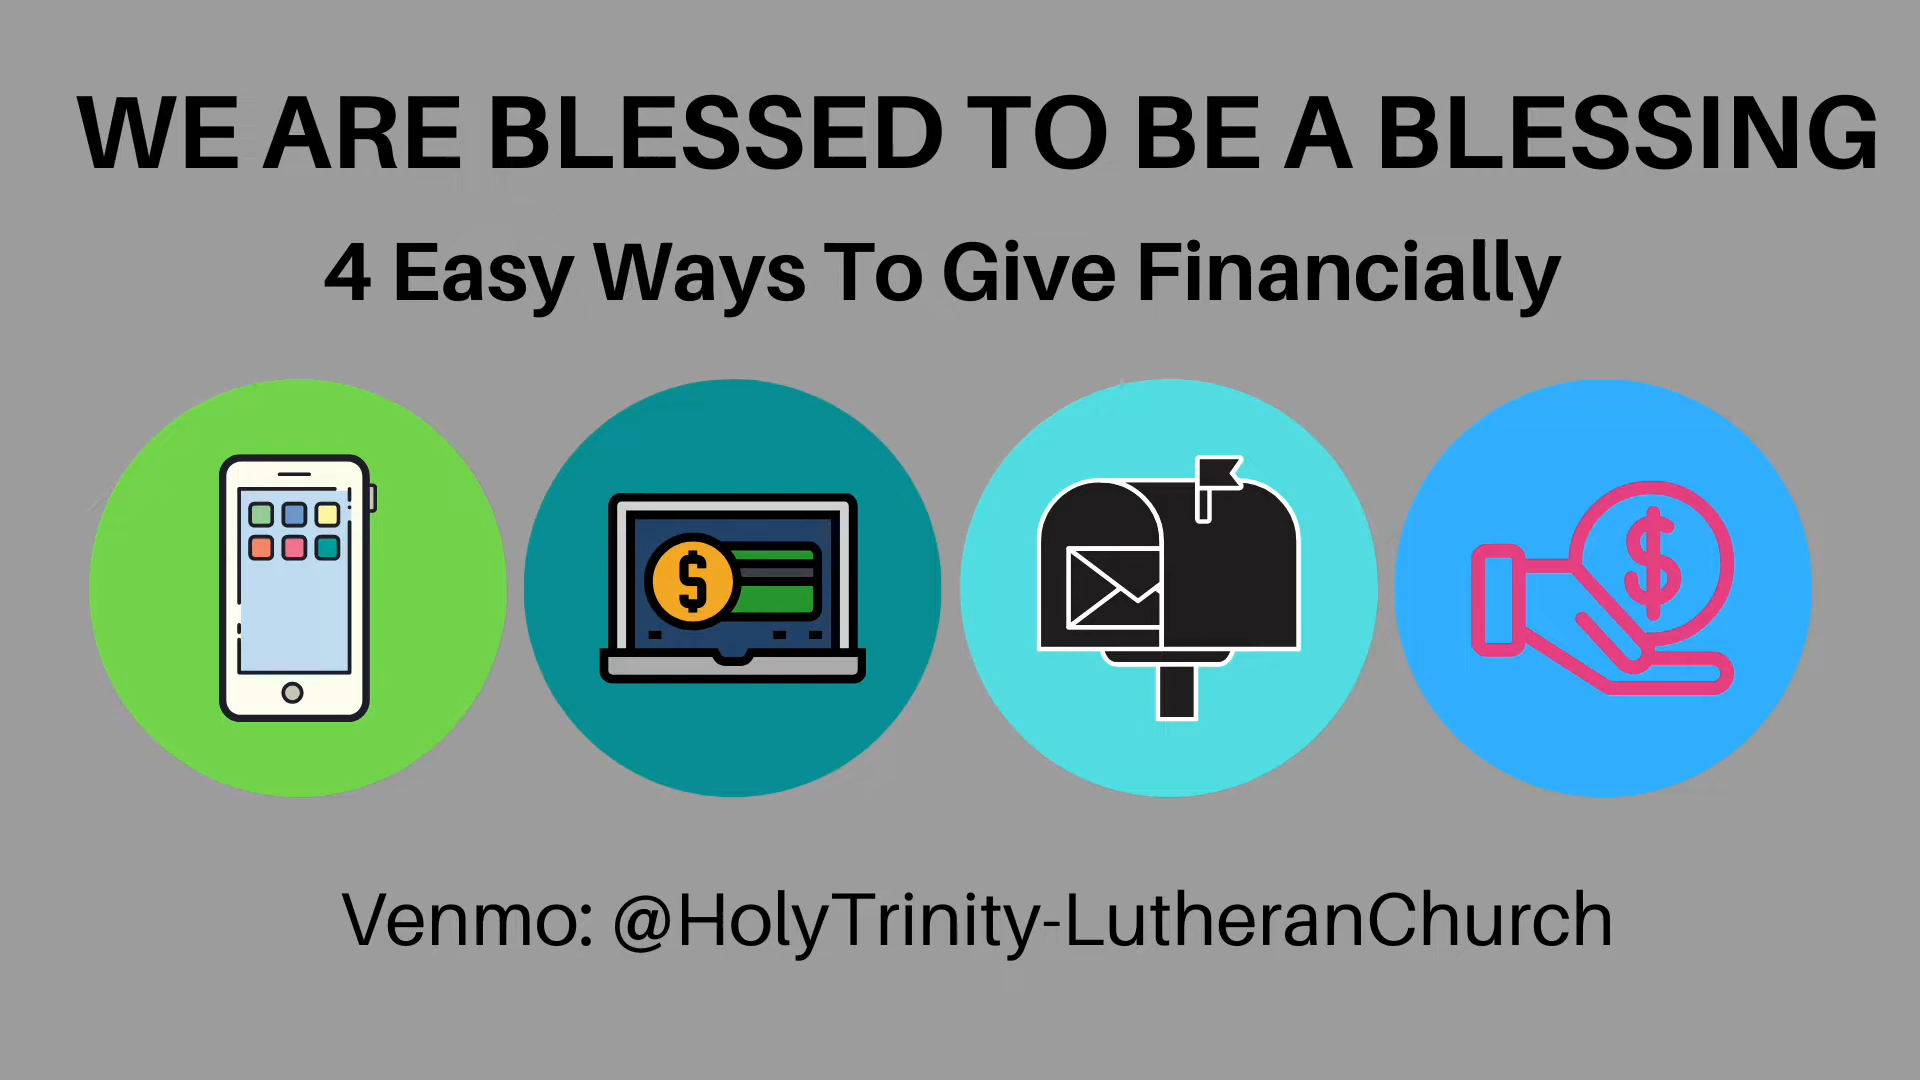 WE ARE BLESSED TO BE A BLESSING
4 Easy Ways To Give Financially
$
$
Venmo: @HolyTrinity-LutheranChurch